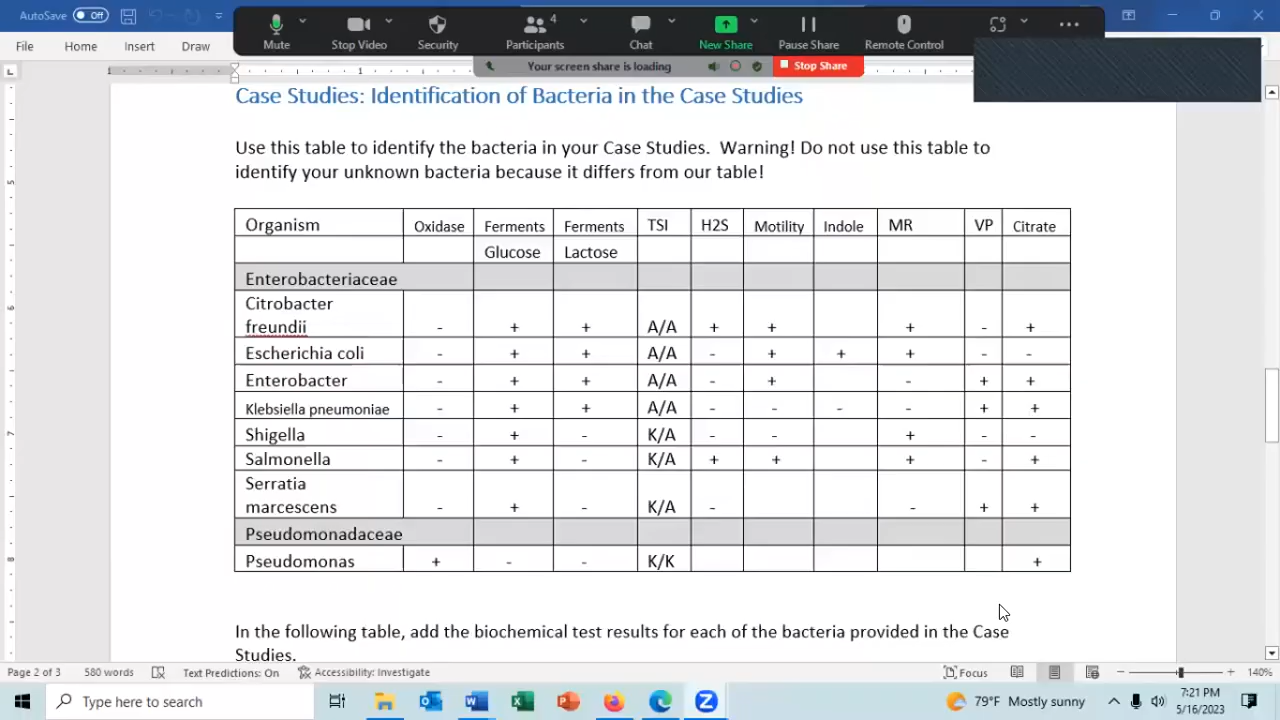 AutoSave Off
Mute
Stop Video
Security
4
Participants
Chat
New Share
Pause Share
Remote Control
File Home Insert Draw
Your screen share is loading
Stop Share
Case Studies: Identification of Bacteria in the Case Studies
Use this table to identify the bacteria in your Case Studies. Warning! Do not use this table to
identify your unknown bacteria because it differs from our table!
Organism Oxidase Ferments Ferments TSI H2S Motility Indole MR VP Citrate
Glucose Lactose
Enterobacteriaceae
Citrobacter
freundii - + + A/A + + + - +
Escherichia coli - + + A/A - + + + - -
Enterobacter - + + A/A - + - + +
Klebsiella pneumoniae - + + A/A - - - - + +
Shigella - + - K/A - - + - -
Salmonella - + - K/A + + + - +
Serratia
marcescens - + - K/A - - + +
Pseudomonadaceae
Pseudomonas + - - K/K +
In the following table, add the biochemical test results for each of the bacteria provided in the Case
Studies.
Page 2 of 3 580 words Text Predictions: On Accessibility: Investigate Focus 140%
Type here to search
79°F Mostly sunny
7:21 PM
5/16/2023